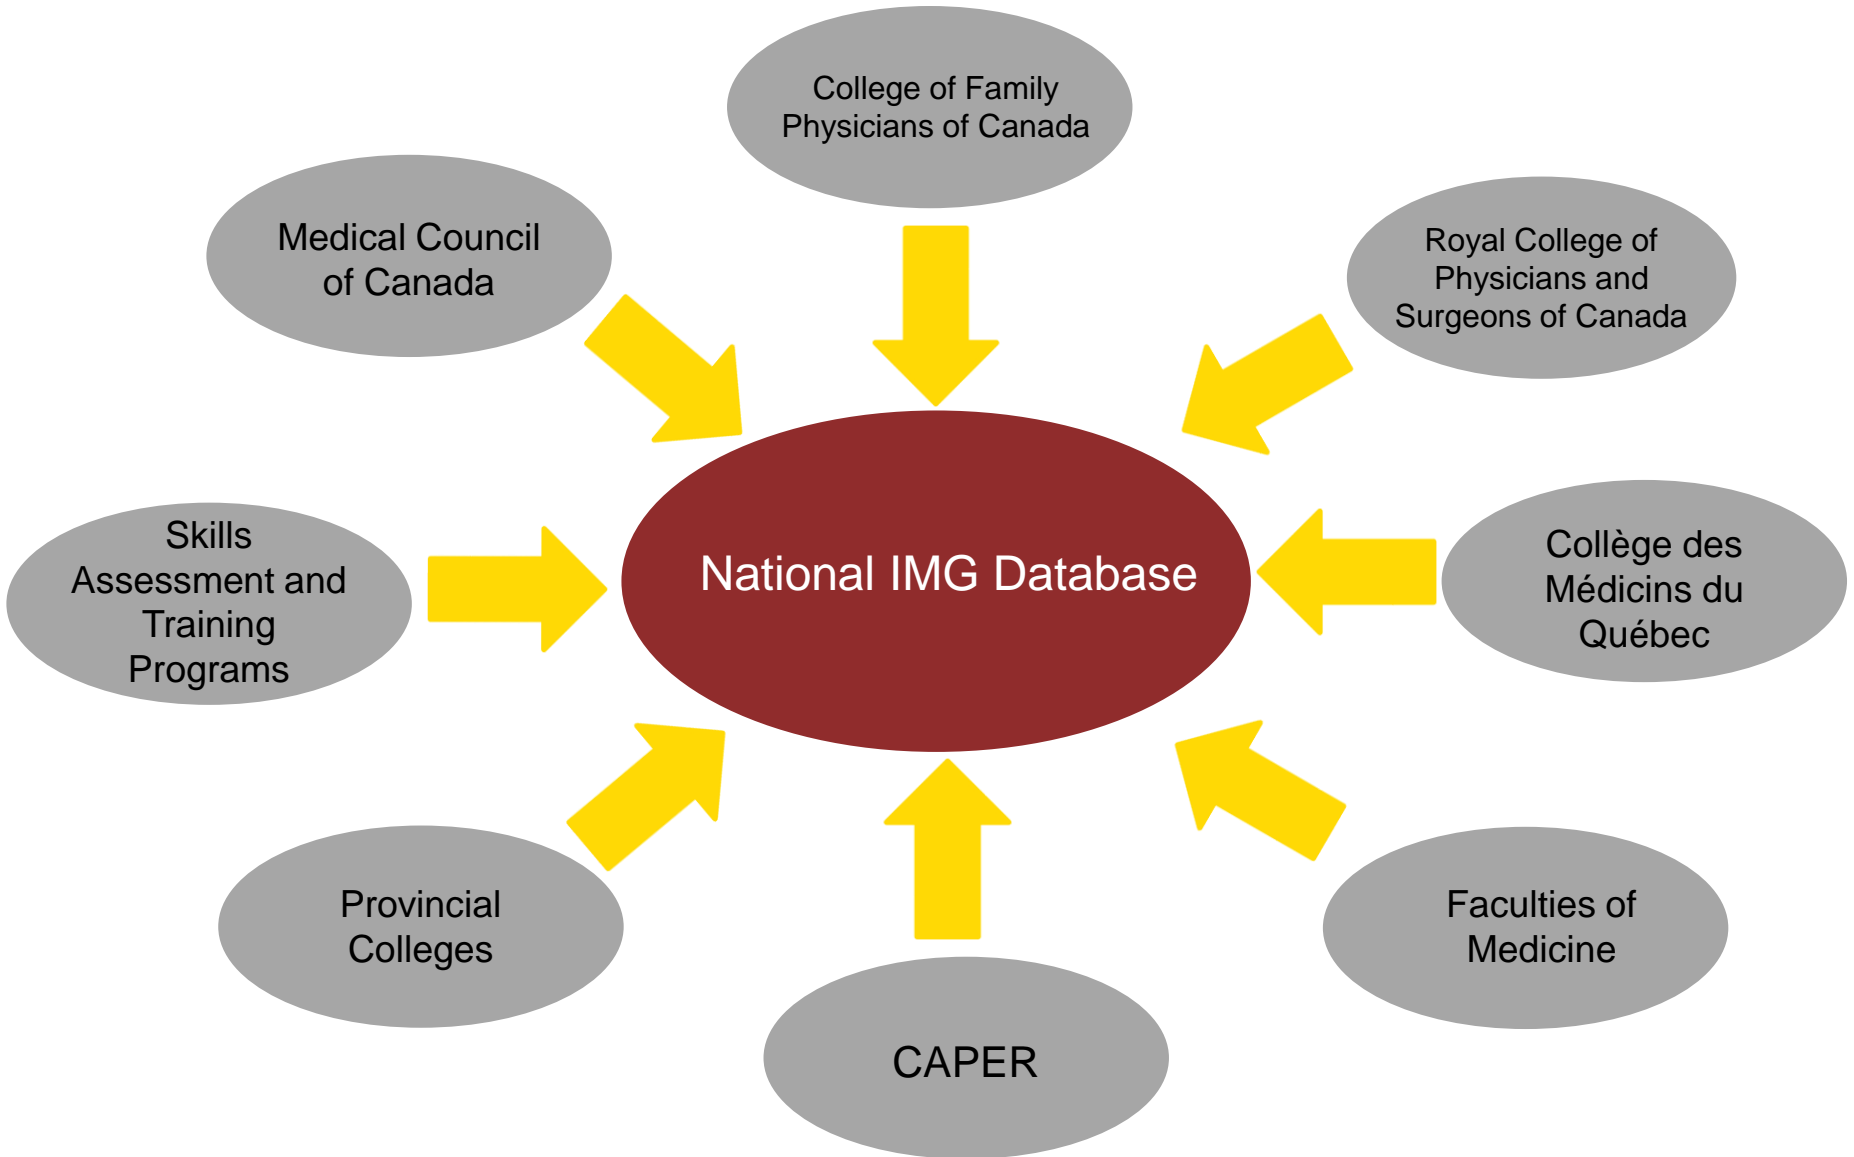 College of Family
Physicians of Canada
Medical Council
of Canada
Royal College of
Physicians and
Surgeons of Canada
Skills
Assessment and
Training
Programs
National IMG Database
Collège des
Médicins du
Québec
Provincial
Colleges
Faculties of
Medicine
CAPER